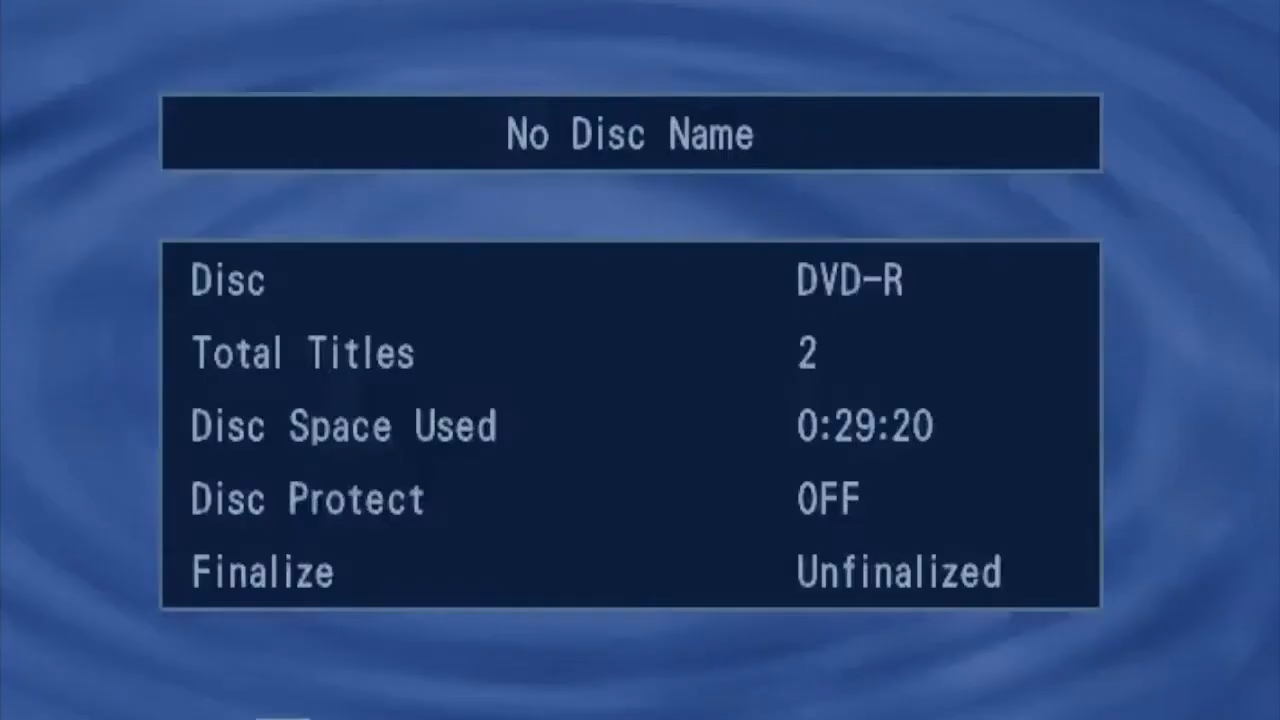 No Disc Name
Disc DVD-R
Total Titles 2
Disc Space Used 0:29:20
Disc Protect OFF
Finalize Unfinalized